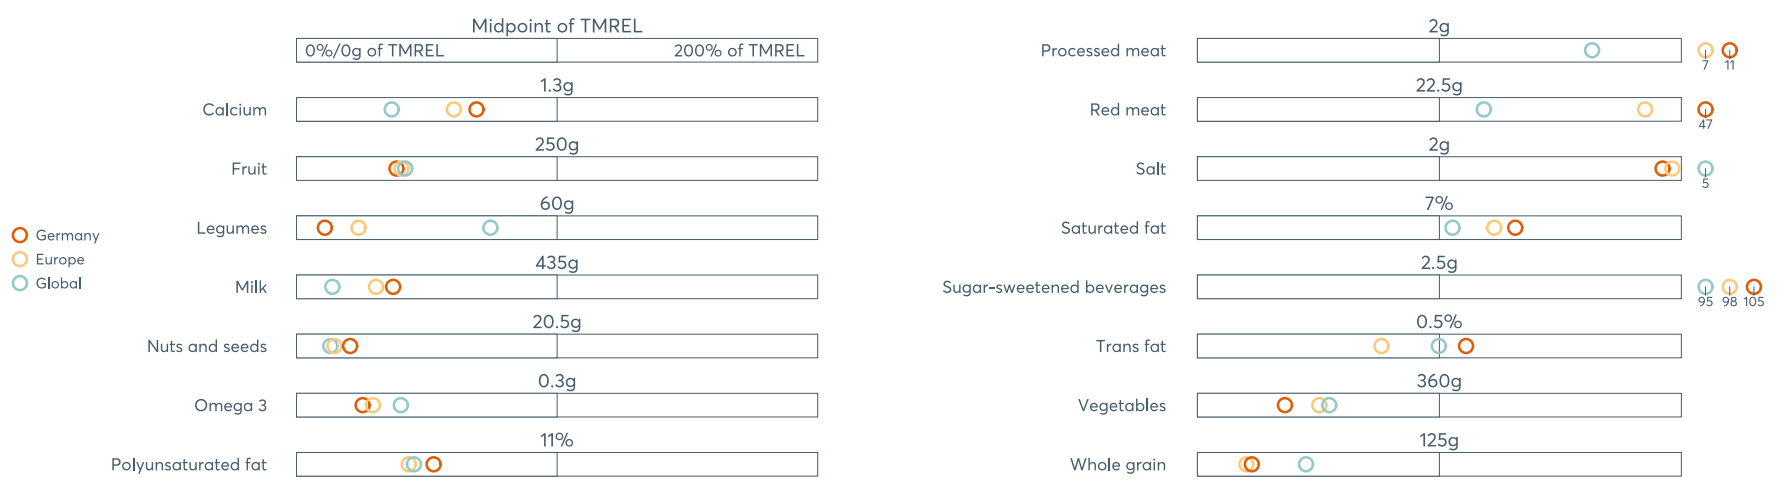 Midpoint of TMREL
0%/0g of TMREL 200% of TMREL
1.3g
Calcium
250g
Fruit
60g
Legumes
435g
Milk
20.5g
Nuts and seeds
0.3g
Omega 3
11%
Polyunsaturated fat
Germany
Europe
Global
2g
Processed meat
7 11
22.5g
Red meat
47
2g
Salt
5
7%
Saturated fat
2.5g
Sugar-sweetened beverages
95 98 105
0.5%
Trans fat
360g
Vegetables
125g
Whole grain